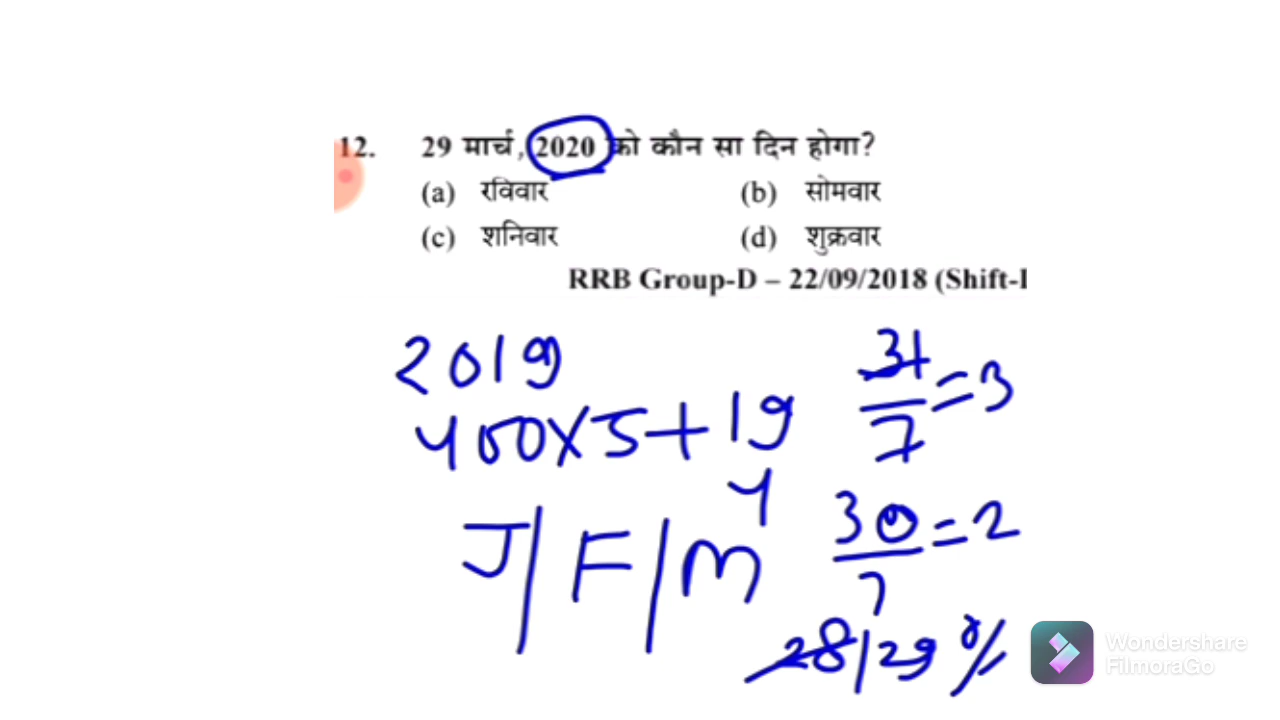 12. 29 मार्च, 2020 को कौन सा दिन होगा?
(a) रविवार (b) सोमवार
(c) शनिवार (d) शुक्रवार
RRB Group-D – 22/09/2018 (Shift-I
2019
400×5+19
4
J/F/M
31/7=3
30/7=2
28/29
Wondershare
FilmoraGo